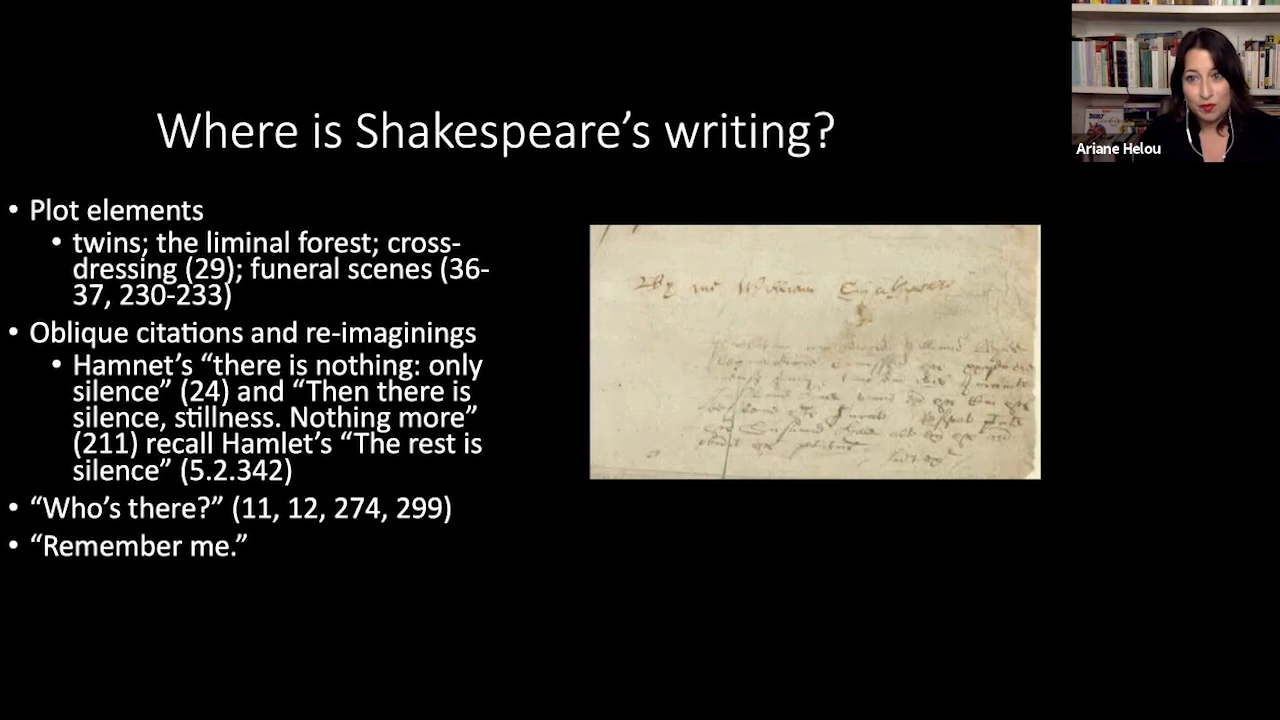 Where is Shakespeare’s writing?
Ariane Helou
• Plot elements
• twins; the liminal forest; cross-
dressing (29); funeral scenes (36-
37, 230-233)
• Oblique citations and re-imaginings
• Hamnet’s “there is nothing: only
silence” (24) and “Then there is
silence, stillness. Nothing more”
(211) recall Hamlet’s “The rest is
silence” (5.2.342)
• “Who’s there?” (11, 12, 274, 299)
• “Remember me.”
By me William